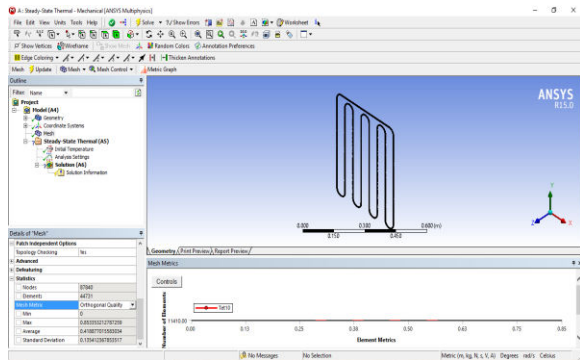 A : Steady-State Thermal - Mechanical [ANSYS Multiphysics]
File Edit View Units Tools Help Solve ?/ Show Errors Worksheet
Show Vertices Wireframe Show Mesh Random Colors Annotation Preferences
Edge Coloring Thicken Annotations
Mesh Update Mesh Mesh Control Metric Graph
Outline
Filter: Name
Project
Model (A4)
Geometry
Coordinate Systems
Mesh
Steady-State Thermal (A5)
Initial Temperature
Analysis Settings
Solution (A6)
Solution Information
ANSYS
R15.0
0.000 0.300 0.600 (m)
0.150 0.450
Y
Z X
Geometry Print Preview Report Preview
Details of "Mesh"
Patch Independent Options
Topology Checking Yes
Advanced
Defeaturing
Statistics
Nodes 87840
Elements 44731
Mesh Metric Orthogonal Quality
Min 0
Max
Average
Standard Deviation
Mesh Metrics
Controls
Tet10
Number of Elements
11410.00
0.00 0.13 0.25 0.38 0.50 0.63 0.75 0.85
Element Metrics
No Messages No Selection Metric (m, kg, N, s, V, A) Degrees rad/s Celsius